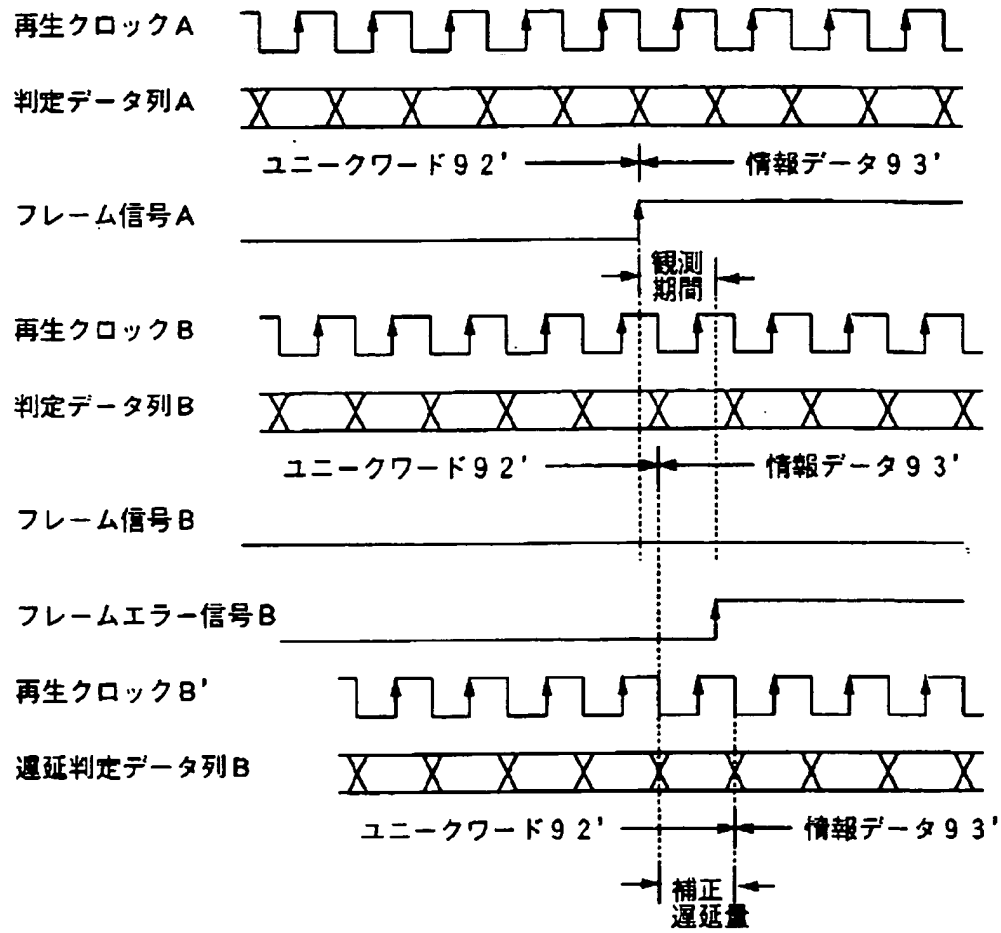 再生クロックA
判定データ列A
ユニークワード92' 情報データ93'
フレーム信号A
観測
期間
再生クロックB
判定データ列B
ユニークワード92' 情報データ93'
フレーム信号B
フレームエラー信号B
再生クロックB'
遅延判定データ列B
ユニークワード92' 情報データ93'
補正
遅延量